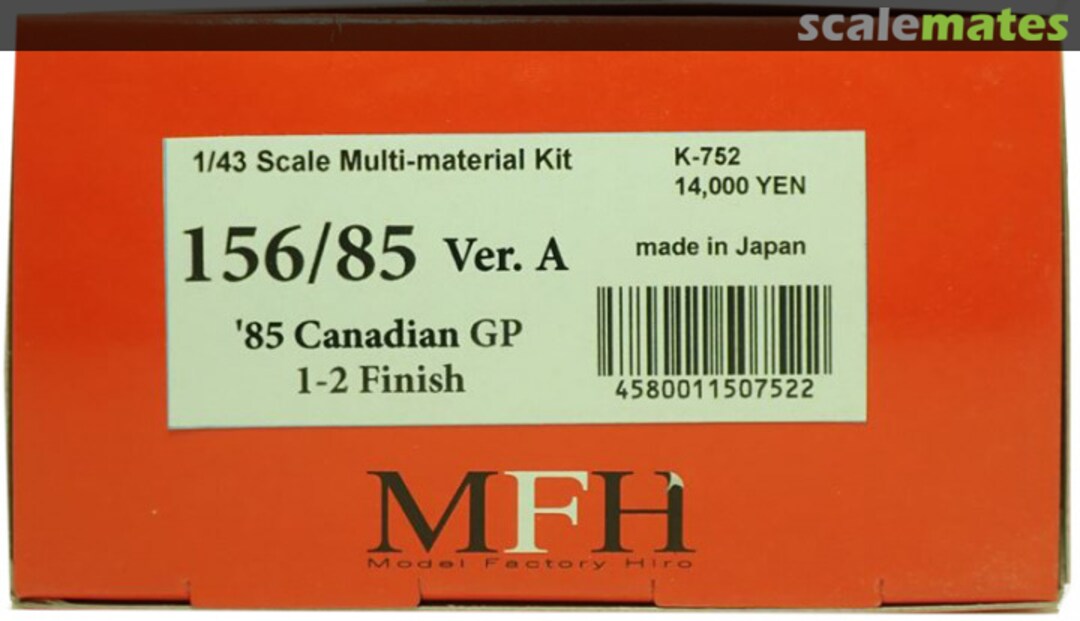 scalemates
1/43 Scale Multi-material Kit
K-752
14,000 YEN
156/85 Ver. A
made in Japan
'85 Canadian GP
1-2 Finish
4580011507522
MFH
Model Factory Hiro